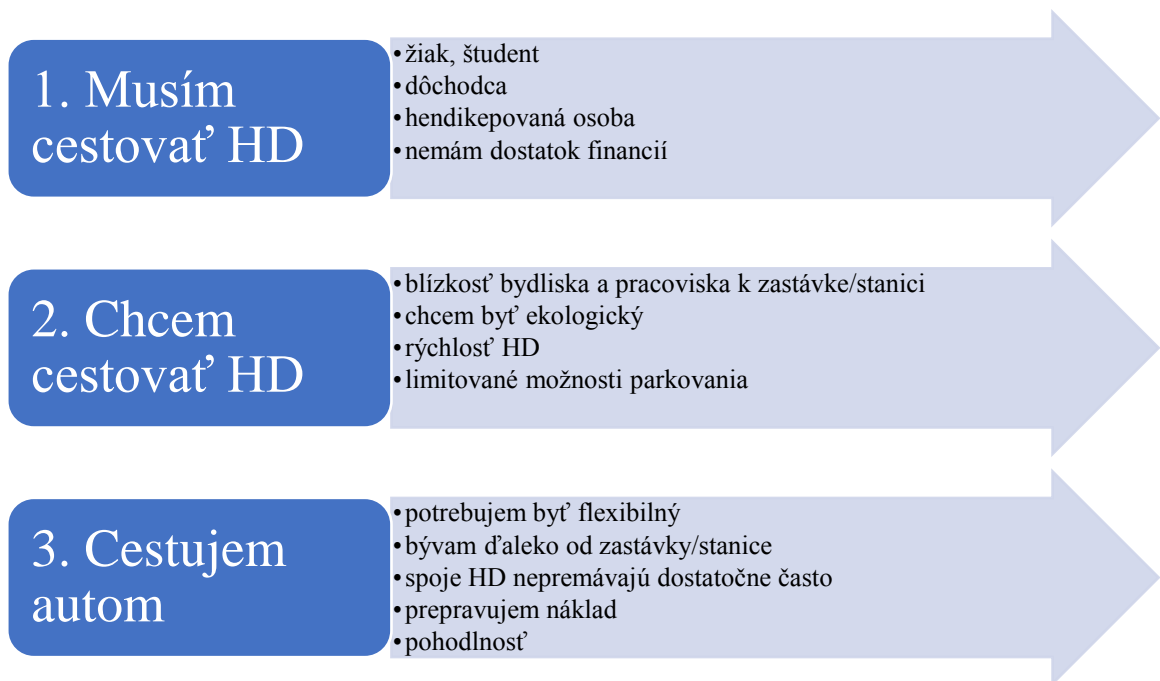 1. Musím
cestovať HD
•žiak, študent
•dôchodca
•hendikepovaná osoba
•nemám dostatok financií
2. Chcem
cestovať HD
•blízkosť bydliska a pracoviska k zastávke/stanici
•chcem byť ekologický
•rýchlosť HD
•limitované možnosti parkovania
3. Cestujem
autom
•potrebujem byť flexibilný
•bývam ďaleko od zastávky/stanice
•spoje HD nepremávajú dostatočne často
•prepravujem náklad
•pohodlnosť